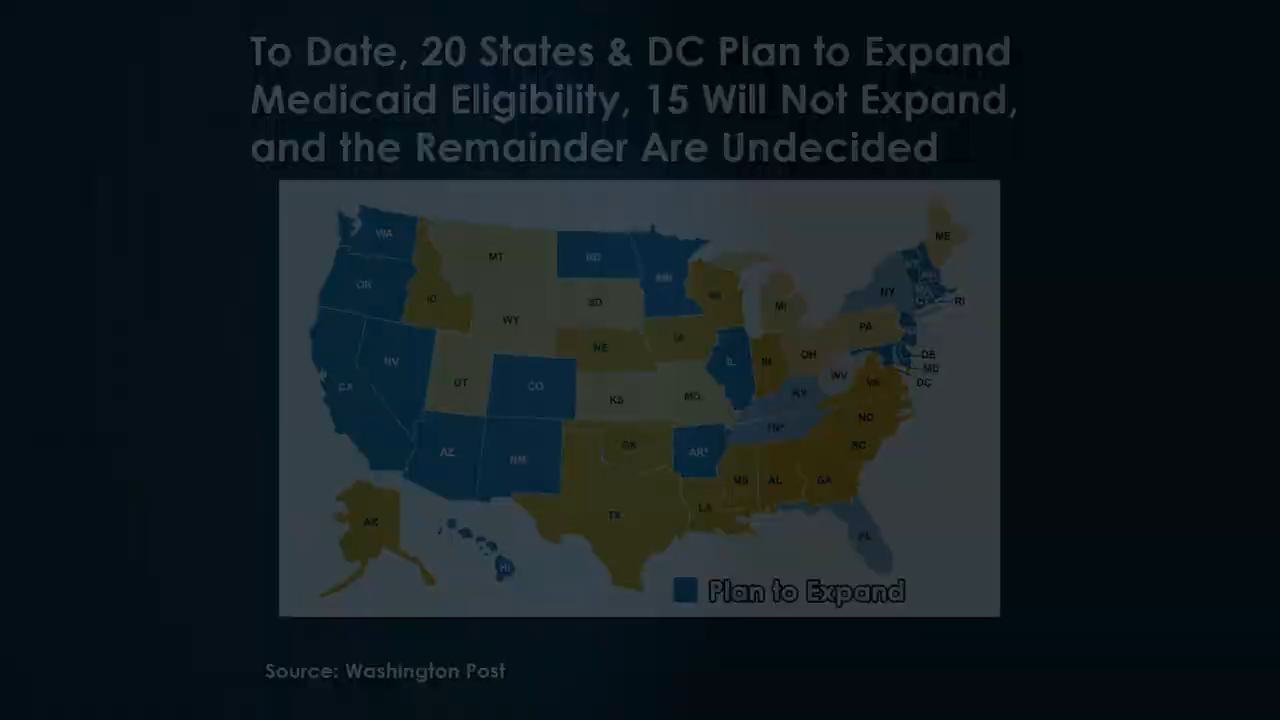 To Date, 20 States & DC Plan to Expand
Medicaid Eligibility, 15 Will Not Expand,
and the Remainder Are Undecided
WA
MT
ND
MN
ME
OR
ID
SD
WI
MI
NY
RI
WY
IA
PA
NV
NE
IL
IN
OH
DE
MD
DC
CA
UT
CO
KS
MO
WV
VA
KY
NC
AZ
NM
OK
AR*
TN*
SC
MS
AL
GA
TX
LA
AK
FL
HI
Plan to Expand
Source: Washington Post